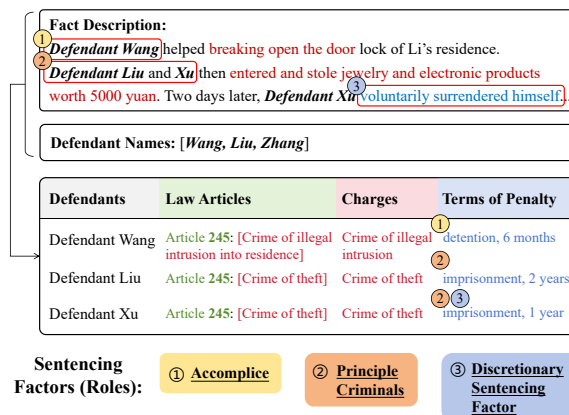 Fact Description:
① Defendant Wang helped breaking open the door lock of Li's residence.
② Defendant Liu and Xu then entered and stole jewelry and electronic products
worth 5000 yuan. Two days later, Defendant Xu ③ voluntarily surrendered himself...
Defendant Names: [Wang, Liu, Zhang]
Defendants Law Articles Charges Terms of Penalty
Defendant Wang Article 245: [Crime of illegal intrusion into residence] Crime of illegal intrusion ① detention, 6 months
Defendant Liu Article 245: [Crime of theft] Crime of theft ② imprisonment, 2 years
Defendant Xu Article 245: [Crime of theft] Crime of theft ② ③ imprisonment, 1 year
Sentencing
Factors (Roles):
① Accomplice
② Principle
Criminals
③ Discretionary
Sentencing
Factor